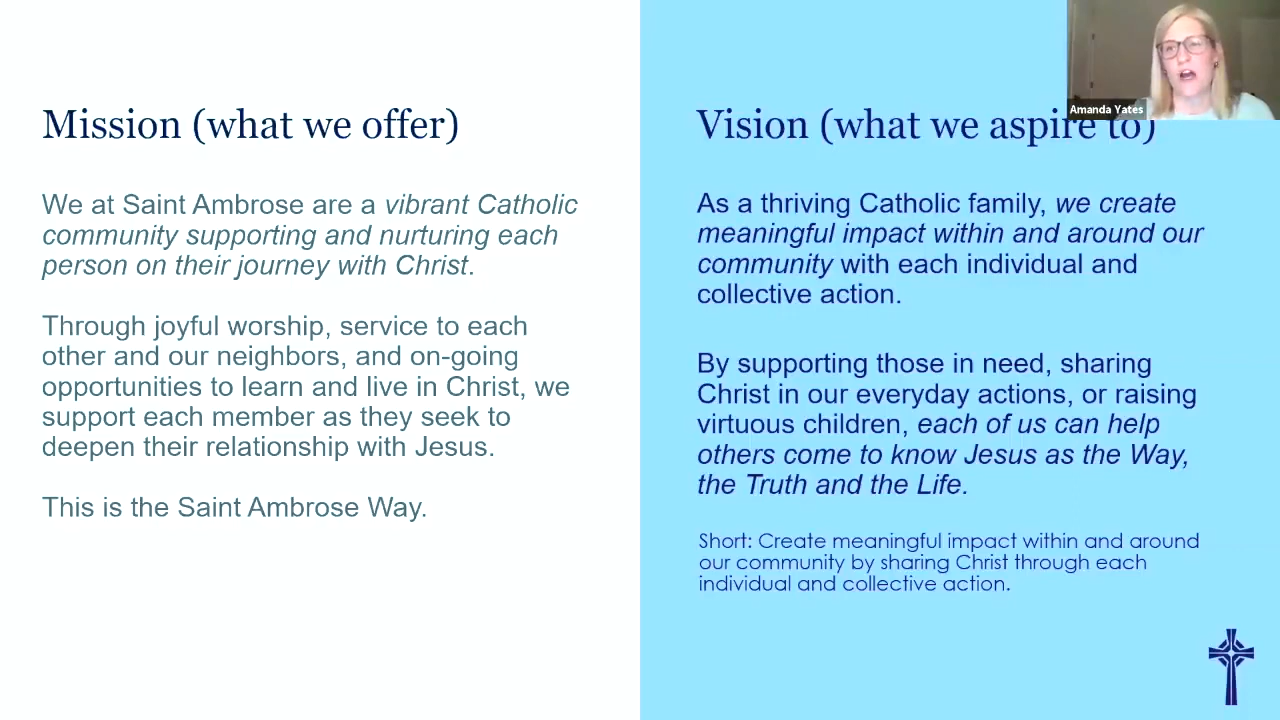 Mission (what we offer)
We at Saint Ambrose are a vibrant Catholic
community supporting and nurturing each
person on their journey with Christ.
Through joyful worship, service to each
other and our neighbors, and on-going
opportunities to learn and live in Christ, we
support each member as they seek to
deepen their relationship with Jesus.
This is the Saint Ambrose Way.
Amanda Yates
Vision (what we aspire to)
As a thriving Catholic family, we create
meaningful impact within and around our
community with each individual and
collective action.
By supporting those in need, sharing
Christ in our everyday actions, or raising
virtuous children, each of us can help
others come to know Jesus as the Way,
the Truth and the Life.
Short: Create meaningful impact within and around
our community by sharing Christ through each
individual and collective action.